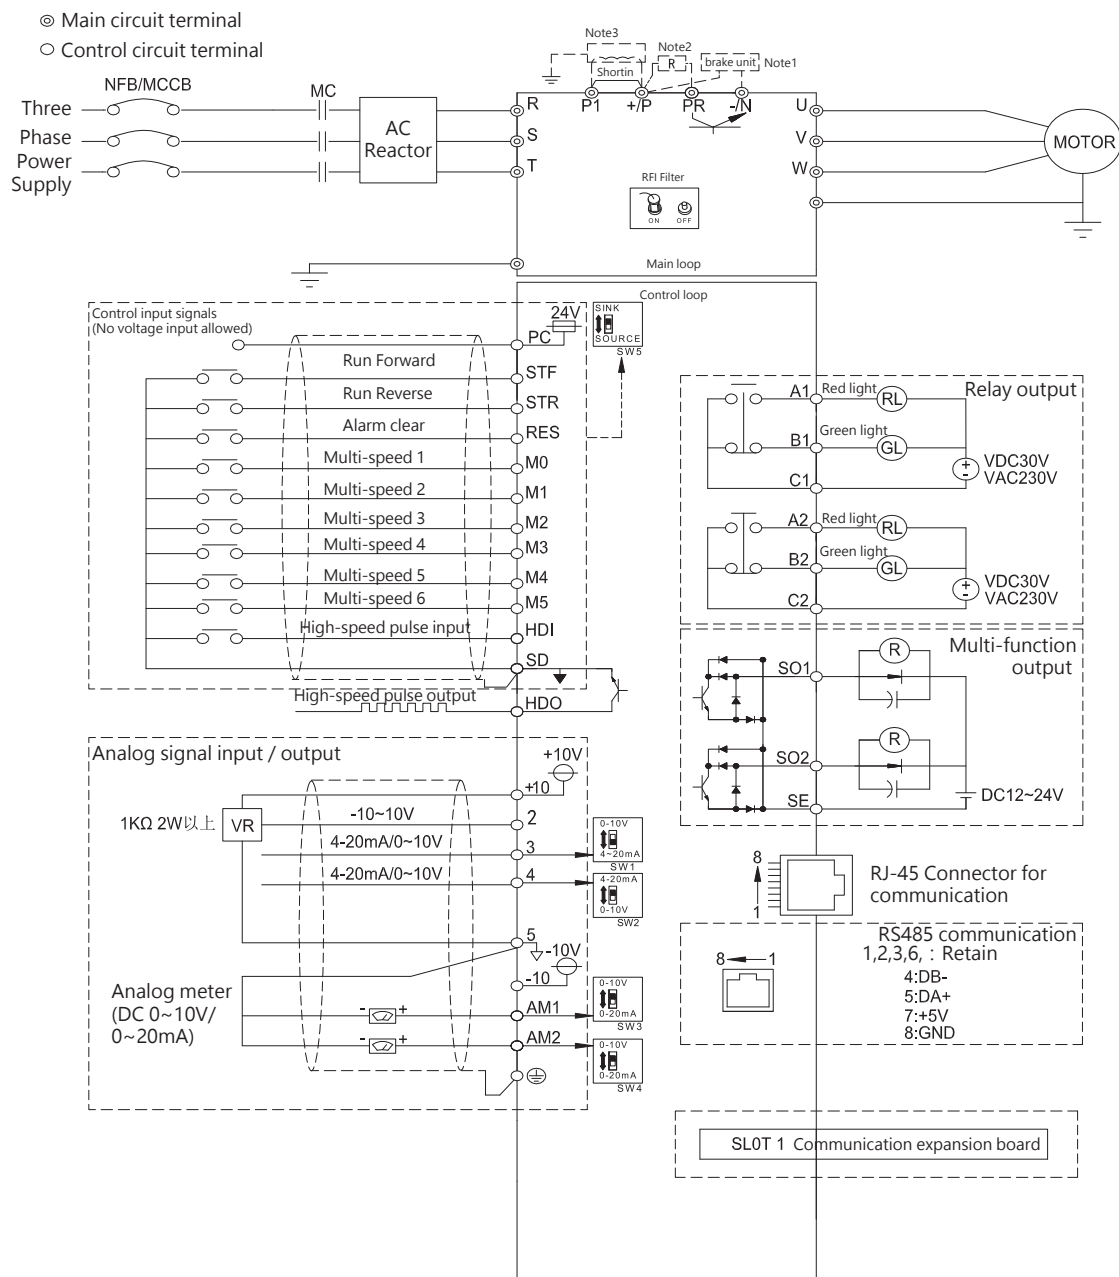 Main circuit terminal
Control circuit terminal
NFB/MCCB
MC
Three
Phase
Power
Supply
AC
Reactor
R
S
T
Note3
Note2
Shortin
R
brake unit
Note1
P1
+/P
PR
-/N
U
V
W
MOTOR
RFI Filter
ON
OFF
Main loop
Control loop
Control input signals
(No voltage input allowed)
24V
PC
SINK
SOURCE
SW5
Run Forward
STF
Run Reverse
STR
Alarm clear
RES
Multi-speed 1
M0
Multi-speed 2
M1
Multi-speed 3
M2
Multi-speed 4
M3
Multi-speed 5
M4
Multi-speed 6
M5
High-speed pulse input
HDI
SD
High-speed pulse output
HDO
Relay output
A1
Red light
RL
B1
Green light
GL
C1
+
-
VDC30V
VAC230V
A2
Red light
RL
B2
Green light
GL
C2
+
-
VDC30V
VAC230V
Multi-function
output
R
SO1
R
SO2
SE
DC12~24V
Analog signal input / output
+10V
+10
1KΩ 2W以上
VR
-10~10V
2
4-20mA/0~10V
3
0-10V
4~20mA
SW1
4-20mA/0~10V
4
4-20mA
0-10V
SW2
5
-10V
-10
Analog meter
(DC 0~10V/
0~20mA)
- +
AM1
0-10V
0-20mA
SW3
- +
AM2
0-10V
0-20mA
SW4
8
1
RJ-45 Connector for
communication
RS485 communication
1,2,3,6, : Retain
8
1
4:DB-
5:DA+
7:+5V
8:GND
SL0T 1 Communication expansion board